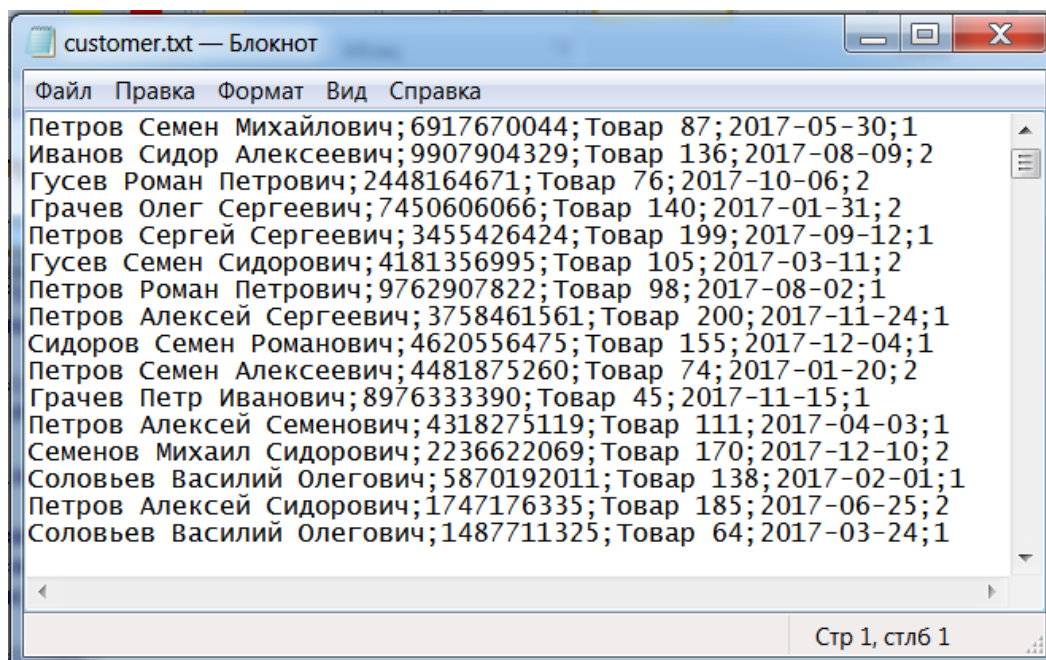 customer.txt — Блокнот
Файл Правка Формат Вид Справка
Петров Семен Михайлович;6917670044;Товар 87;2017-05-30;1
Иванов Сидор Алексеевич;9907904329;Товар 136;2017-08-09;2
Гусев Роман Петрович;2448164671;Товар 76;2017-10-06;2
Грачев Олег Сергеевич;7450606066;Товар 140;2017-01-31;2
Петров Сергей Сергеевич;3455426424;Товар 199;2017-09-12;1
Гусев Семен Сидорович;4181356995;Товар 105;2017-03-11;2
Петров Роман Петрович;9762907822;Товар 98;2017-08-02;1
Петров Алексей Сергеевич;3758461561;Товар 200;2017-11-24;1
Сидоров Семен Романович;4620556475;Товар 155;2017-12-04;1
Петров Семен Алексеевич;4481875260;Товар 74;2017-01-20;2
Грачев Петр Иванович;8976333390;Товар 45;2017-11-15;1
Петров Алексей Семенович;4318275119;Товар 111;2017-04-03;1
Семенов Михаил Сидорович;2236622069;Товар 170;2017-12-10;2
Соловьев Василий Олегович;5870192011;Товар 138;2017-02-01;1
Петров Алексей Сидорович;1747176335;Товар 185;2017-06-25;2
Соловьев Василий Олегович;1487711325;Товар 64;2017-03-24;1
Стр 1, стлб 1